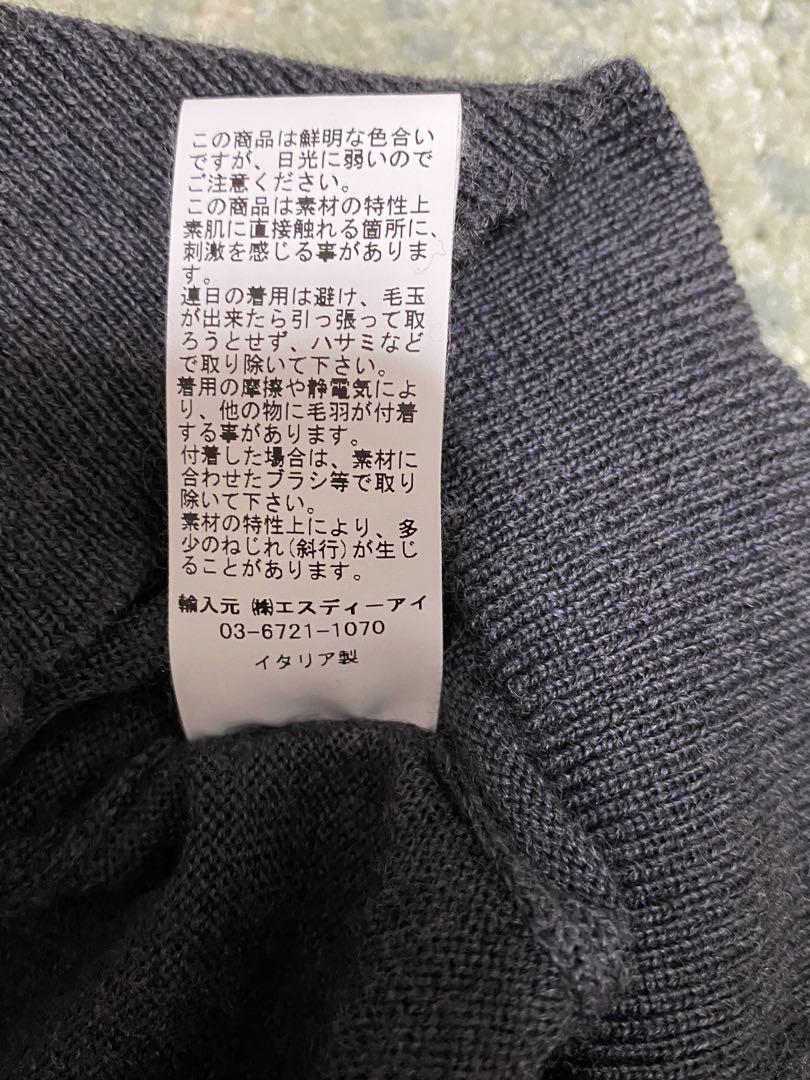 この商品は鮮明な色合い
ですが、日光に弱いので
ご注意ください。
この商品は素材の特性上
素肌に直接触れる箇所に、
刺激を感じる事がありま
す。
連日の着用は避け、毛玉
が出来たら引っ張って取
ろうとせず、ハサミなど
で取り除いて下さい。
着用の摩擦や静電気によ
り、他の物に毛羽が付着
する事があります。
付着した場合は、素材に
合わせたブラシ等で取り
除いて下さい。
素材の特性上により、多
少のねじれ(斜行)が生じ
ることがあります。
輸入元 ㈱エスディーアイ
03-6721-1070
イタリア製